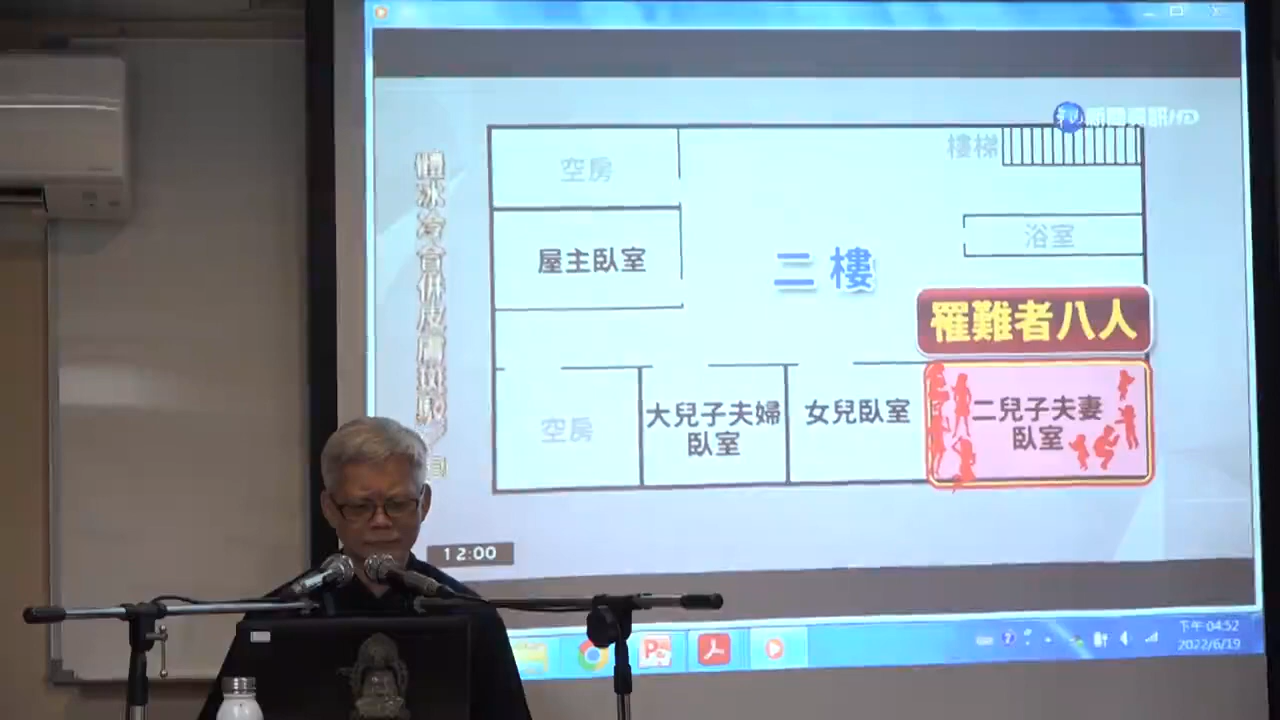 空房
樓梯
屋主臥室
浴室
二樓
罹難者八人
空房
大兒子夫婦
臥室
女兒臥室
二兒子夫妻
臥室
12:00
下午 04:52
2022/6/19